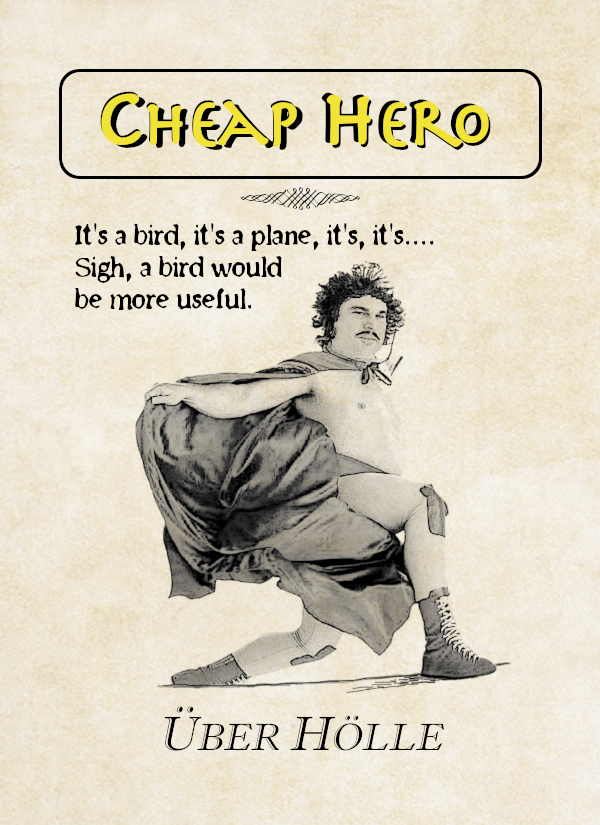 Cheap Hero
It's a bird, it's a plane, it's, it's....
Sigh, a bird would
be more useful.
Über Hölle